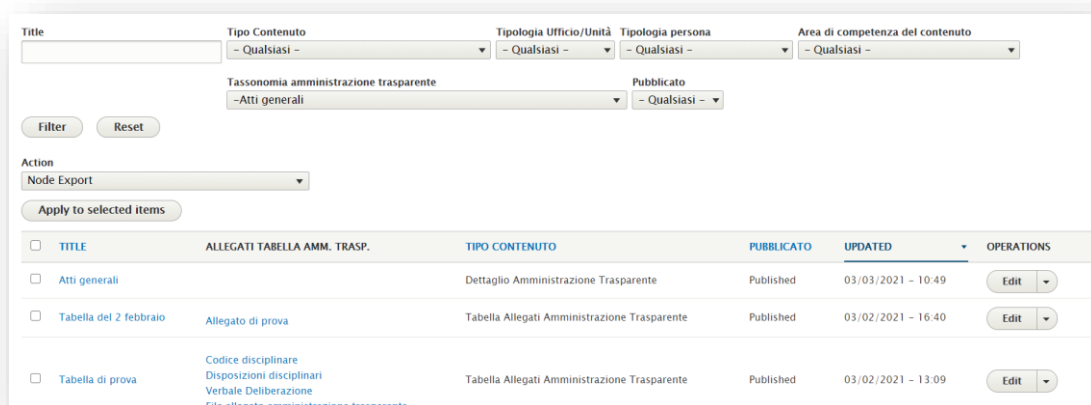 Title Tipo Contenuto Tipologia Ufficio/Unità Tipologia persona Area di competenza del contenuto
- Qualsiasi - - Qualsiasi - - Qualsiasi - - Qualsiasi -
Tassonomia amministrazione trasparente Pubblicato
-Atti generali - Qualsiasi -
Filter Reset
Action
Node Export
Apply to selected items
TITLE ALLEGATI TABELLA AMM. TRASP. TIPO CONTENUTO PUBBLICATO UPDATED OPERATIONS
Atti generali Dettaglio Amministrazione Trasparente Published 03/03/2021 - 10:49 Edit
Tabella del 2 febbraio Allegato di prova Tabella Allegati Amministrazione Trasparente Published 03/02/2021 - 16:40 Edit
Codice disciplinare
Disposizioni disciplinari
Tabella di prova Tabella Allegati Amministrazione Trasparente Published 03/02/2021 - 13:09 Edit
Verbale Deliberazione
File allegato amministrazione trasparente